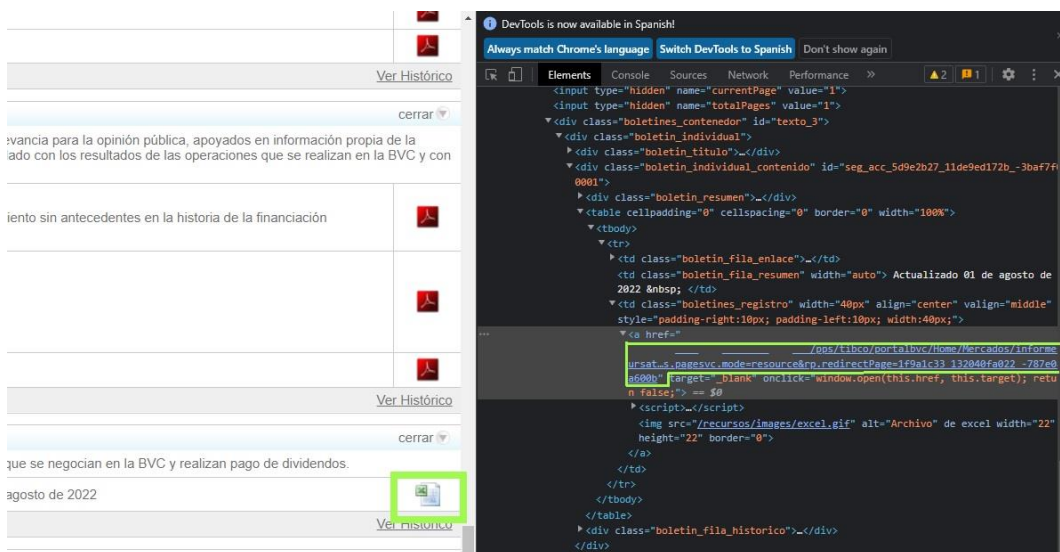 Ver Histórico
cerrar
evancia para la opinión pública, apoyados en información propia de la
lado con los resultados de las operaciones que se realizan en la BVC y con
iento sin antecedentes en la historia de la financiación
Ver Histórico
cerrar
que se negocian en la BVC y realizan pago de dividendos.
agosto de 2022
Ver Histórico
DevTools is now available in Spanish!
Always match Chrome's language Switch DevTools to Spanish Don't show again
Elements Console Sources Network Performance » 2 1
<input type="hidden" name="currentPage" value="1">
<input type="hidden" name="totalPages" value="1">
▼<div class="boletines_contenedor" id="texto_3">
▼<div class="boletin_individual">
▶<div class="boletin_titulo">…</div>
▼<div class="boletin_individual_contenido" id="seg_acc_5d9e2b27_11de9ed172b_-3baf7f0
0001">
▶<div class="boletin_resumen">…</div>
▼<table cellpadding="0" cellspacing="0" border="0" width="100%">
▼<tbody>
▼<tr>
▶<td class="boletin_fila_enlace">…</td>
<td class="boletin_fila_resumen" width="auto"> Actualizado 01 de agosto de
2022 &nbsp; </td>
▼<td class="boletines_registro" width="40px" align="center" valign="middle"
style="padding-right:10px; padding-left:10px; width:40px;">
… ▼<a href="
/pps/tibco/portalbvc/Home/Mercados/informe
ursat…s.pagesvc.mode=resource&rp.redirectPage=1f9a1c33_132040fa022_-787e0
a600b" target="_blank" onclick="window.open(this.href, this.target); retu
n false;"> == $0
▶<script>…</script>
<img src="/recursos/images/excel.gif" alt="Archivo" de excel width="22"
height="22" border="0">
</a>
</td>
</tr>
</tbody>
</table>
▶<div class="boletin_fila_historico">…</div>
</div>